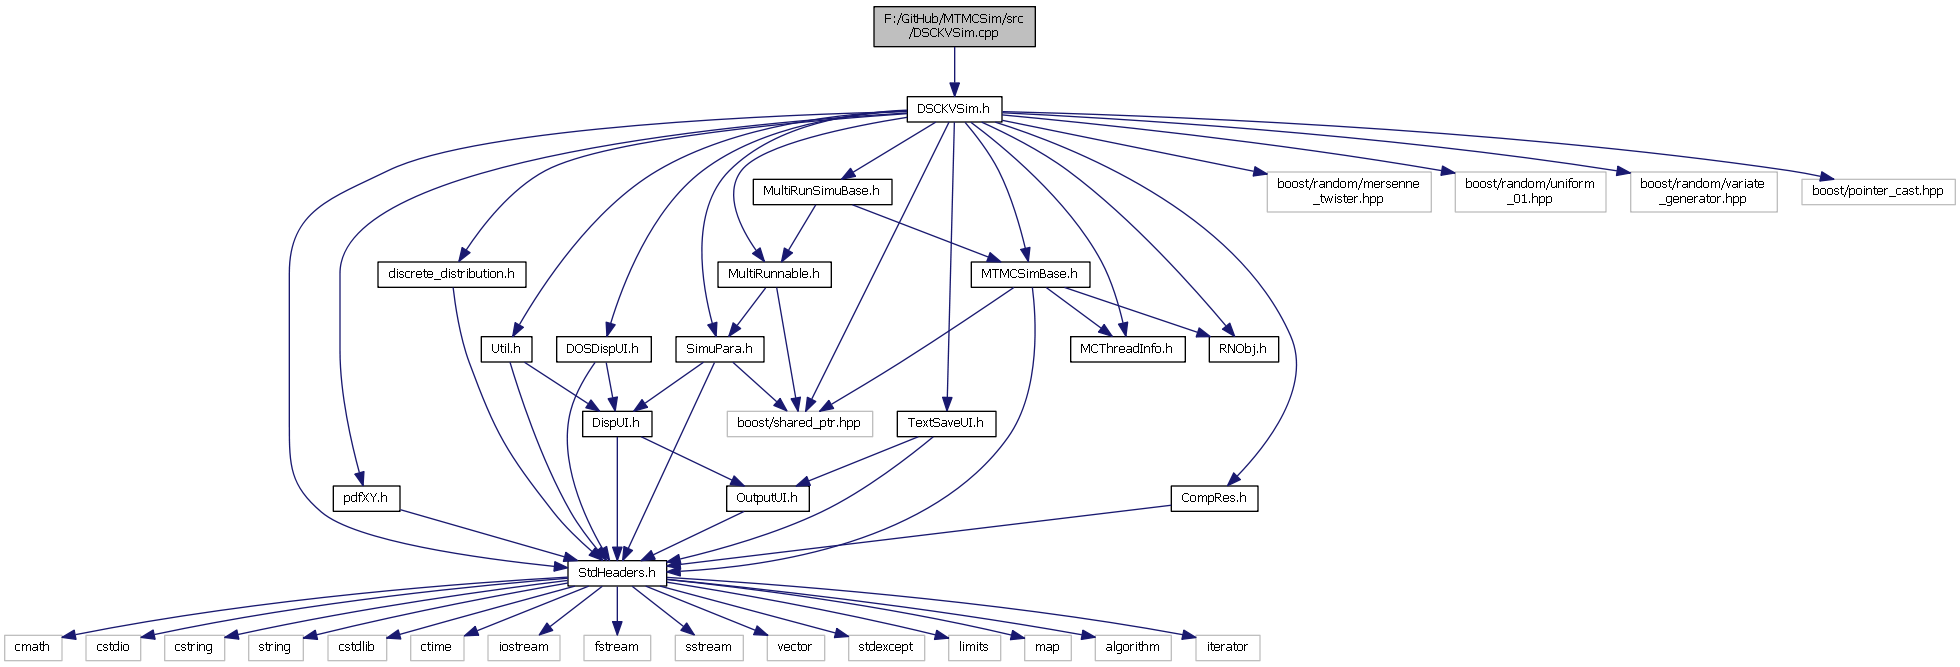 F:/GitHub/MTMCSim/src
/DSCKVSim.cpp
DSCKVSim.h
MultiRunSimuBase.h
boost/random/mersenne
_twister.hpp
boost/random/uniform
_01.hpp
boost/random/variate
_generator.hpp
boost/pointer_cast.hpp
discrete_distribution.h
MultiRunnable.h
MTMCSimBase.h
Util.h
DOSDispUI.h
SimuPara.h
MCThreadInfo.h
RNObj.h
DispUI.h
boost/shared_ptr.hpp
TextSaveUI.h
pdfXY.h
OutputUI.h
CompRes.h
StdHeaders.h
cmath
cstdio
cstring
string
cstdlib
ctime
iostream
fstream
sstream
vector
stdexcept
limits
map
algorithm
iterator